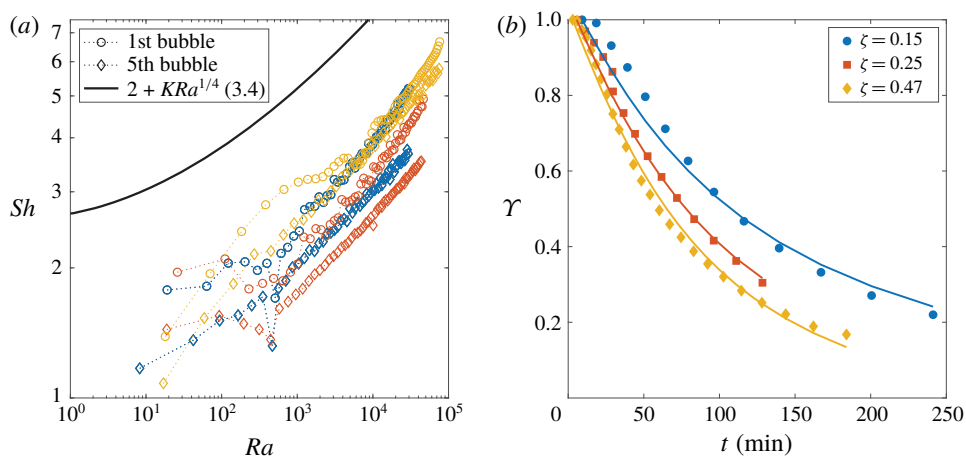 (a)
7
6
5
4
3
2
1
Sh
1st bubble
5th bubble
2 + KRa^{1/4} (3.4)
10^0
10^1
10^2
10^3
10^4
10^5
Ra
(b)
1.0
0.8
0.6
0.4
0.2
ϒ
ζ = 0.15
ζ = 0.25
ζ = 0.47
0
50
100
150
200
250
t (min)